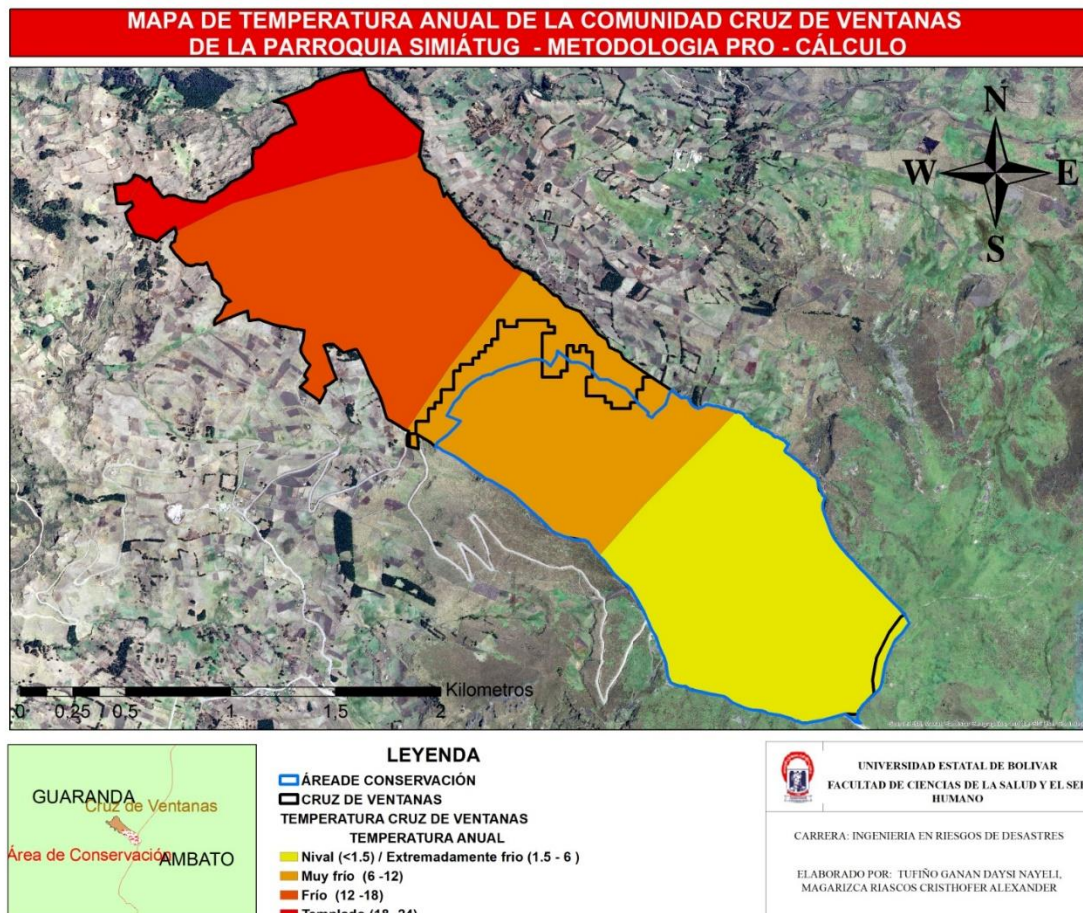 MAPA DE TEMPERATURA ANUAL DE LA COMUNIDAD CRUZ DE VENTANAS
DE LA PARROQUIA SIMIÁTUG - METODOLOGIA PRO - CÁLCULO
N
W E
S
Kilometros
0 0.25 0.5 1 1.5 2
GUARANDA
Cruz de Ventanas
Área de Conservación
AMBATO
LEYENDA
ÁREADE CONSERVACIÓN
CRUZ DE VENTANAS
TEMPERATURA CRUZ DE VENTANAS
TEMPERATURA ANUAL
Nival (<1.5) / Extremadamente frio (1.5 - 6 )
Muy frío (6 -12)
Frío (12 -18)
Templado (18 -24)
UNIVERSIDAD ESTATAL DE BOLIVAR
FACULTAD DE CIENCIAS DE LA SALUD Y EL SER
HUMANO
CARRERA: INGENIERIA EN RIESGOS DE DESASTRES
ELABORADO POR: TUFIÑO GANAN DAYSI NAYELI,
MAGARIZCA RIASCOS CRISTHOFER ALEXANDER